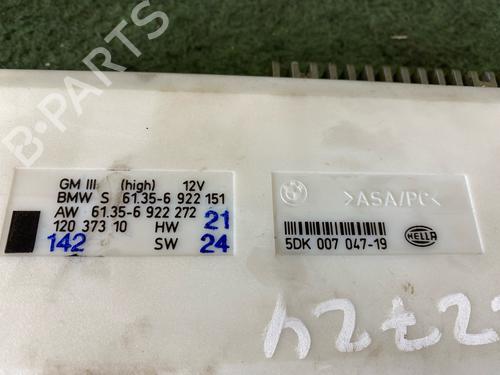 B-PARTS
GM III (high) 12V
BMW S 61.35-6 922 151
AW 61.35-6 922 272
120 373 10 HW 21
142 SW 24
>ASA/PC<
5DK 007 047-19
HELLA